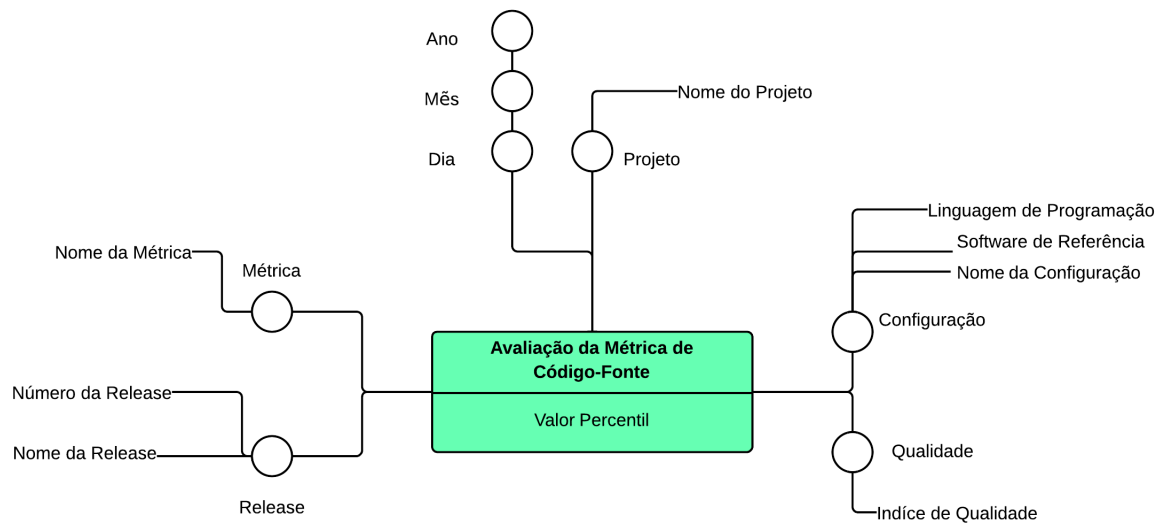 Ano
Mẽs
Dia
Nome do Projeto
Projeto
Linguagem de Programação
Software de Referência
Nome da Configuração
Configuração
Nome da Métrica
Métrica
Avaliação da Métrica de
Código-Fonte
Valor Percentil
Número da Release
Nome da Release
Release
Qualidade
Indíce de Qualidade